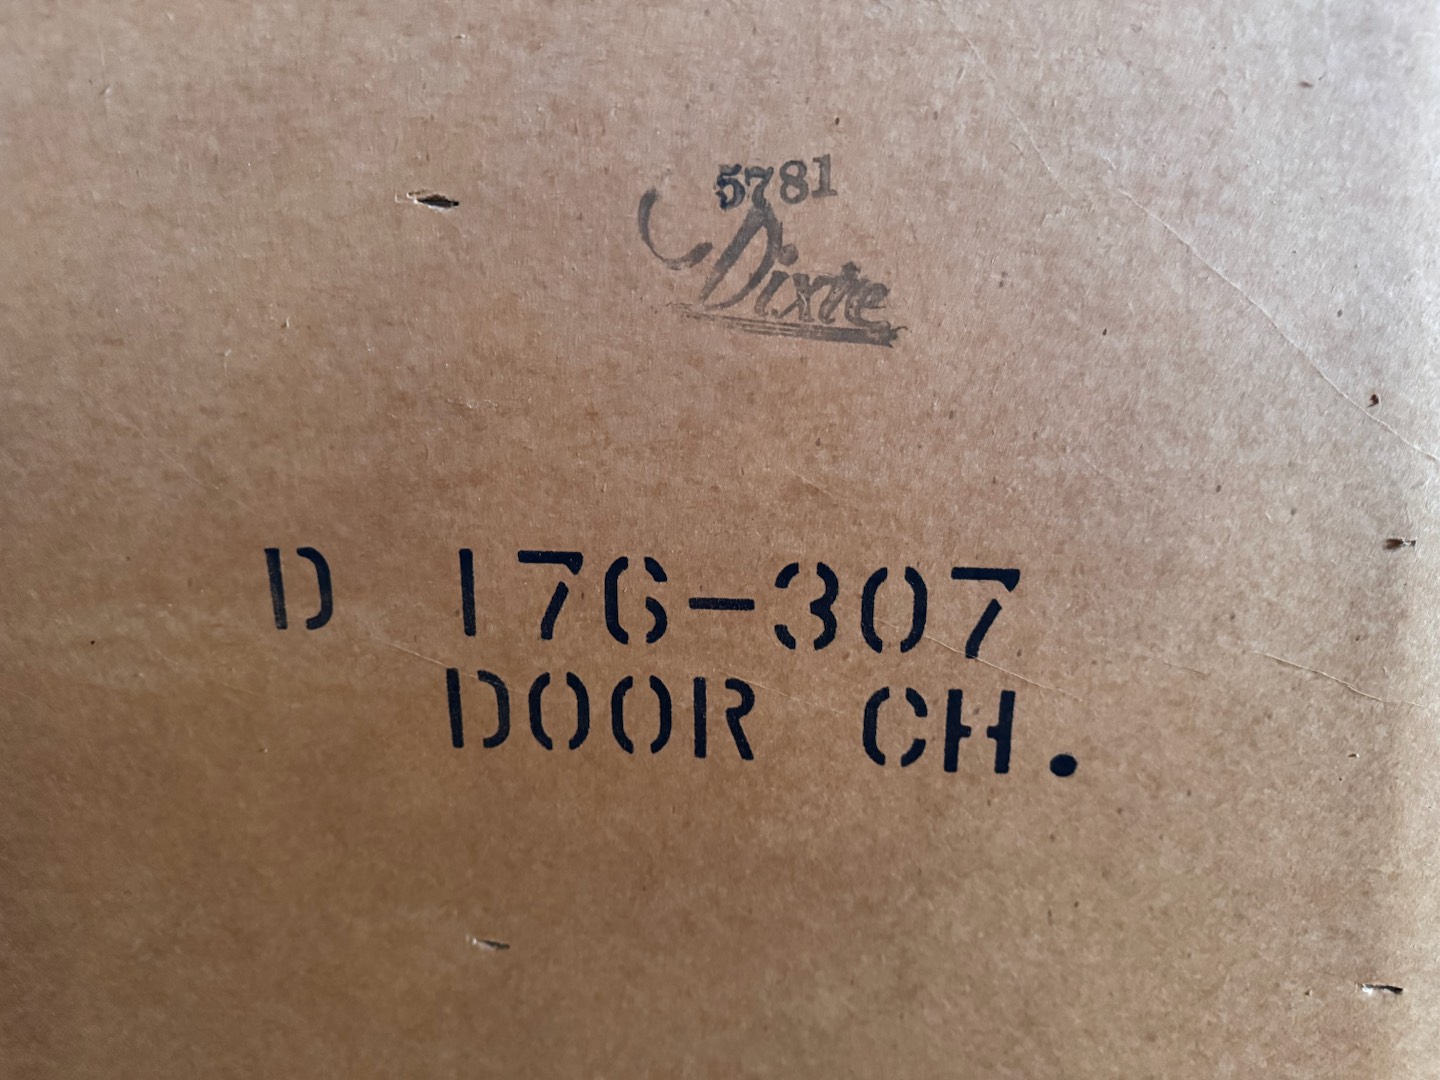 5781
Dixie
D 176-307
DOOR CH.